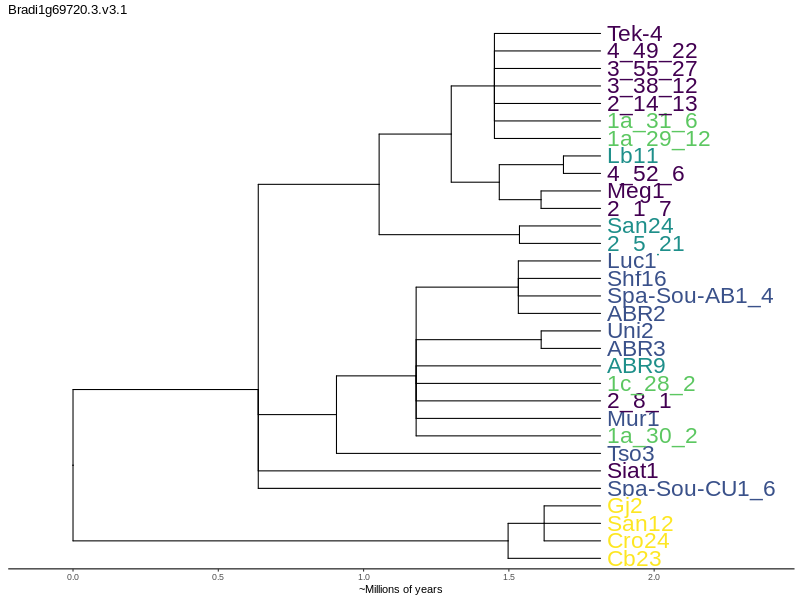 Bradi1g69720.3.v3.1
Tek-4
4_49_22
3_55_27
3_38_12
2_14_13
1a_31_6
1a_29_12
Lb11
4_52_6
Meg1
2_1_7
San24
2_5_21
Luc1
Shf16
Spa-Sou-AB1_4
ABR2
Uni2
ABR3
ABR9
1c_28_2
2_8_1
Mur1
1a_30_2
Tso3
Siat1
Spa-Sou-CU1_6
Gj2
San12
Cro24
Cb23
0.0 0.5 1.0 1.5 2.0
~Millions of years